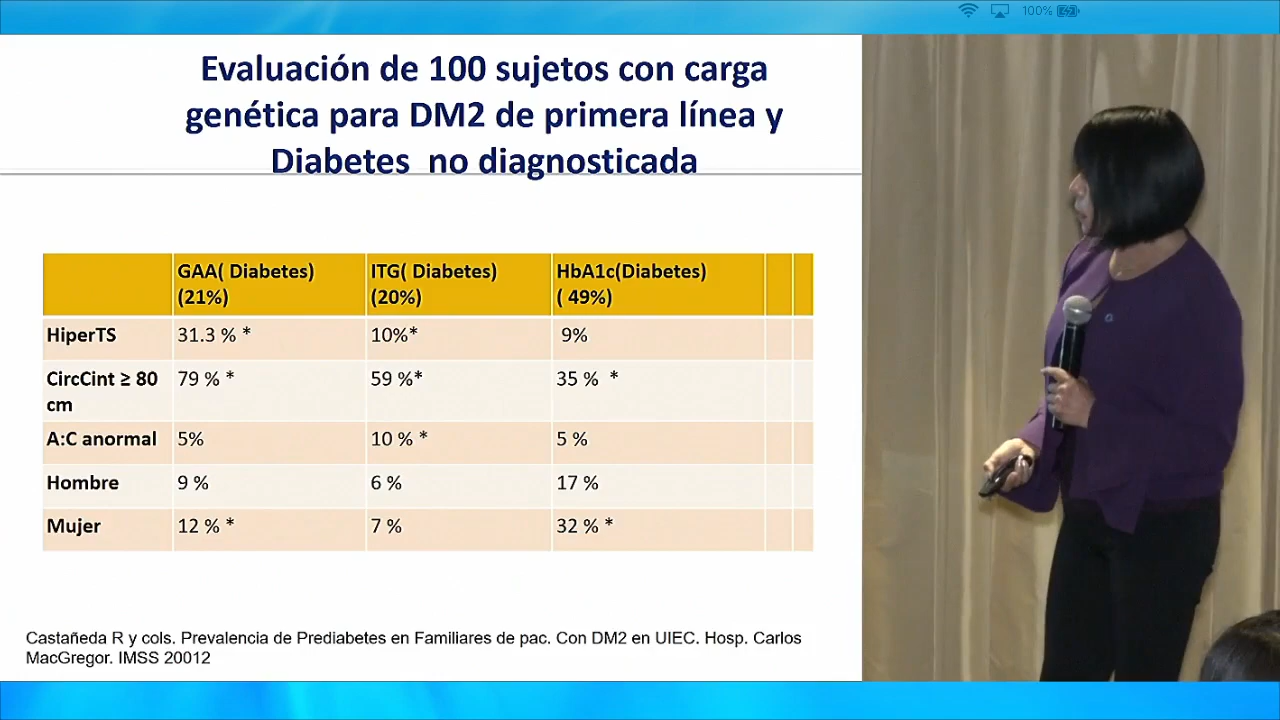 100%
Evaluación de 100 sujetos con carga
genética para DM2 de primera línea y
Diabetes no diagnosticada
GAA( Diabetes) ITG( Diabetes) HbA1c(Diabetes)
(21%) (20%) ( 49%)
HiperTS 31.3 % * 10%* 9%
CircCint ≥ 80 79 % * 59 %* 35 % *
cm
A:C anormal 5% 10 % * 5 %
Hombre 9 % 6 % 17 %
Mujer 12 % * 7 % 32 % *
Castañeda R y cols. Prevalencia de Prediabetes en Familiares de pac. Con DM2 en UIEC. Hosp. Carlos
MacGregor. IMSS 20012